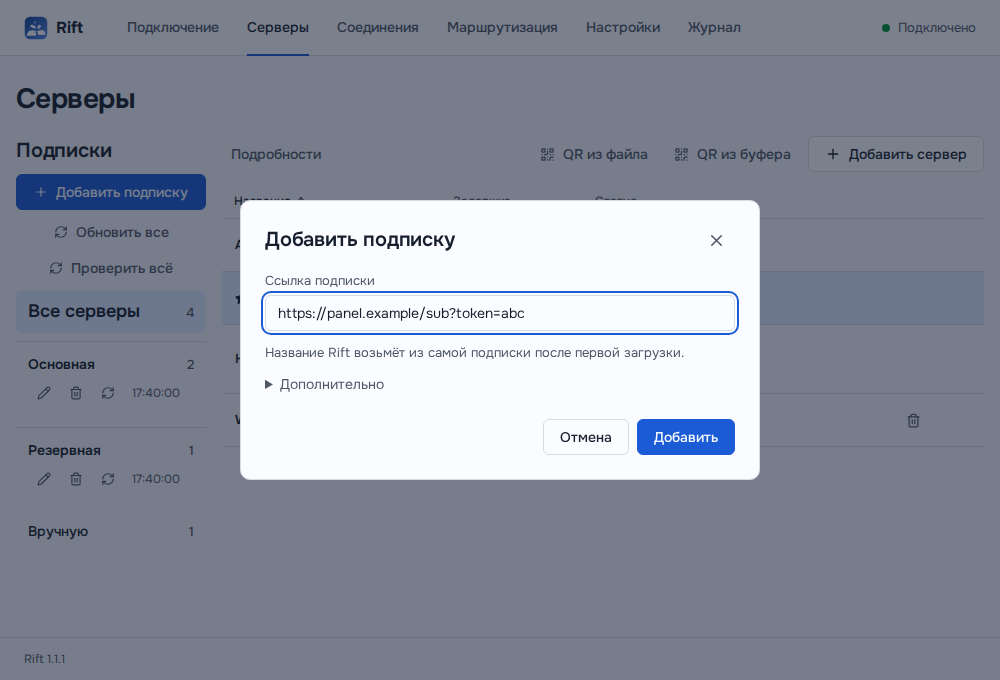 Rift
Подключение
Серверы
Соединения
Маршрутизация
Настройки
Журнал
Подключено
Серверы
Подписки
Подробности
QR из файла
QR из буфера
Добавить сервер
Добавить подписку
Обновить все
Проверить всё
Все серверы 4
Основная 2
17:40:00
Резервная 1
17:40:00
Вручную 1
Добавить подписку
Ссылка подписки
https://panel.example/sub?token=abc
Название Rift возьмёт из самой подписки после первой загрузки.
Дополнительно
Отмена
Добавить
Rift 1.1.1